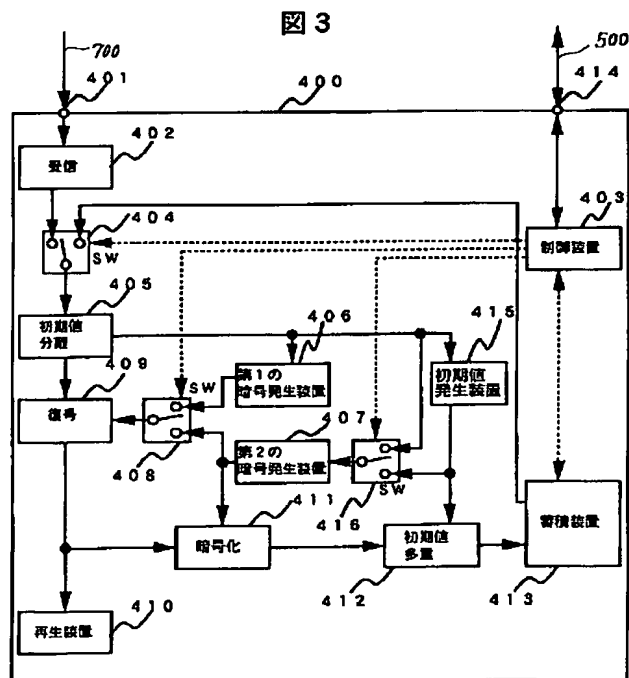 図3
700
500
401
400
414
402
受信
403
404
制御装置
SW
405
406
415
初期値
分離
409
SW
第1の
暗号発生装置
初期値
発生装置
復号
407
第2の
暗号発生装置
408
411
416
SW
暗号化
初期値
多重
蓄積装置
410
412
413
再生装置